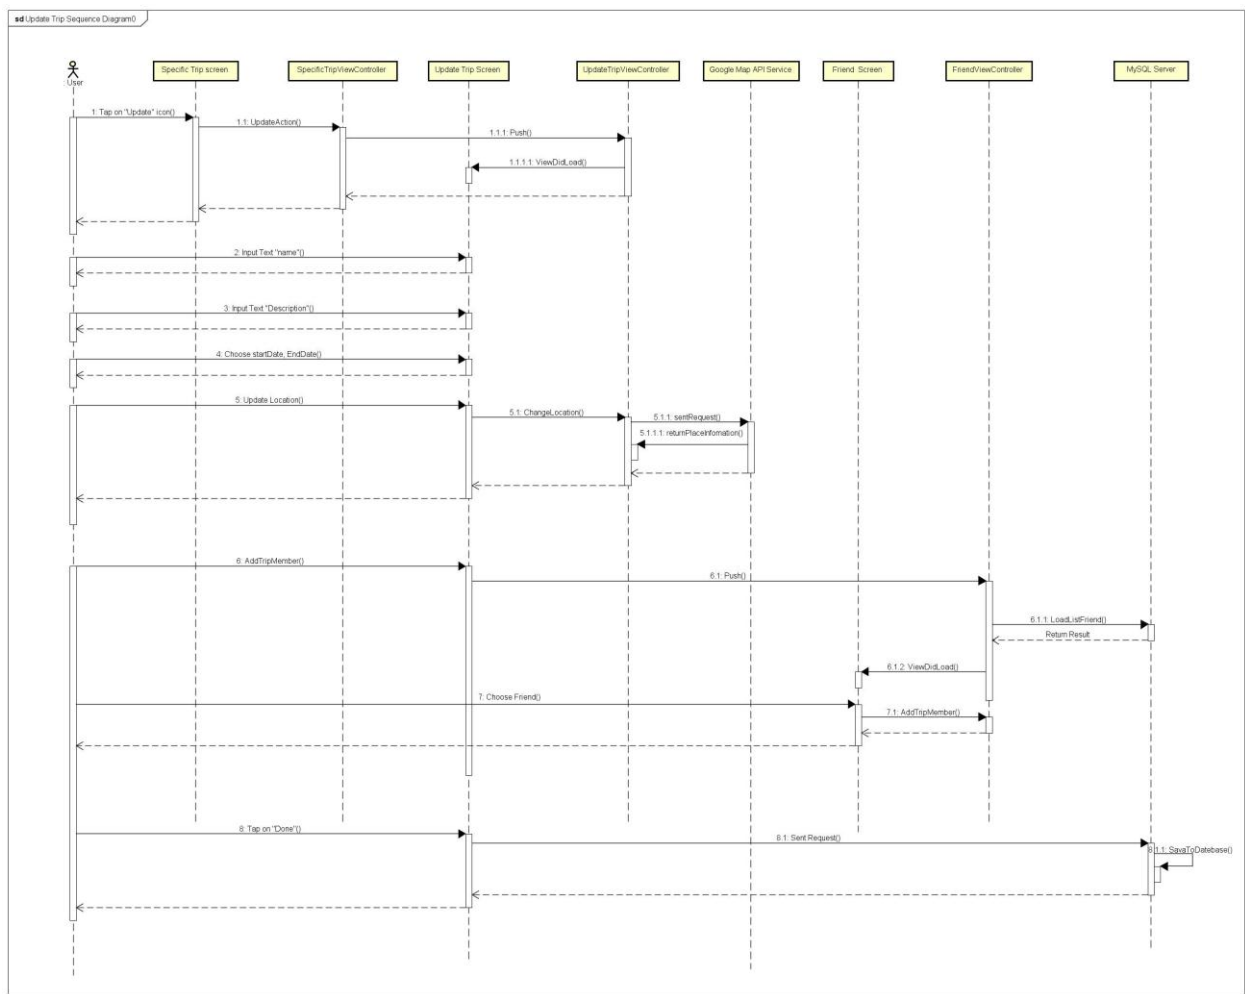 sd Update Trip Sequence Diagram0
User
Specific Trip screen
SpecificTripViewController
Update Trip Screen
UpdateTripViewController
Google Map API Service
Friend Screen
FriendViewController
MySQL Server
1: Tap on "Update" icon()
1.1: UpdateAction()
1.1.1: Push()
1.1.1.1: ViewDidLoad()
2: Input Text "name"()
3: Input Text "Description"()
4: Choose startDate, EndDate()
5: Update Location()
5.1: ChangeLocation()
5.1.1: sentRequest()
5.1.1.1: returnPlaceInfomation()
6: AddTripMember()
6.1: Push()
6.1.1: LoadListFriend()
Return Result
6.1.2: ViewDidLoad()
7: Choose Friend()
7.1: AddTripMember()
8: Tap on "Done"()
8.1: Sent Request()
8.1.1: SavaToDatebase()